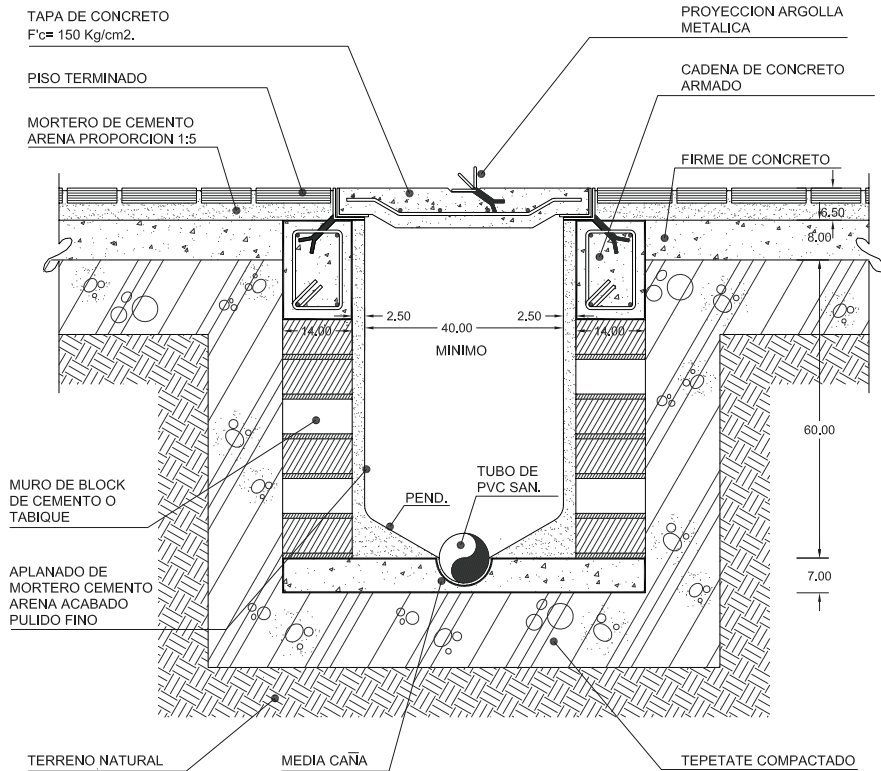 TAPA DE CONCRETO
F'c= 150 Kg/cm2.
PROYECCION ARGOLLA
METALICA
PISO TERMINADO
CADENA DE CONCRETO
ARMADO
MORTERO DE CEMENTO
ARENA PROPORCION 1:5
FIRME DE CONCRETO
6.50
8.00
2.50
2.50
14.00
40.00
14.00
MINIMO
60.00
MURO DE BLOCK
DE CEMENTO O
TABIQUE
PEND.
TUBO DE
PVC SAN.
APLANADO DE
MORTERO CEMENTO
ARENA ACABADO
PULIDO FINO
7.00
TERRENO NATURAL
MEDIA CAÑA
TEPETATE COMPACTADO